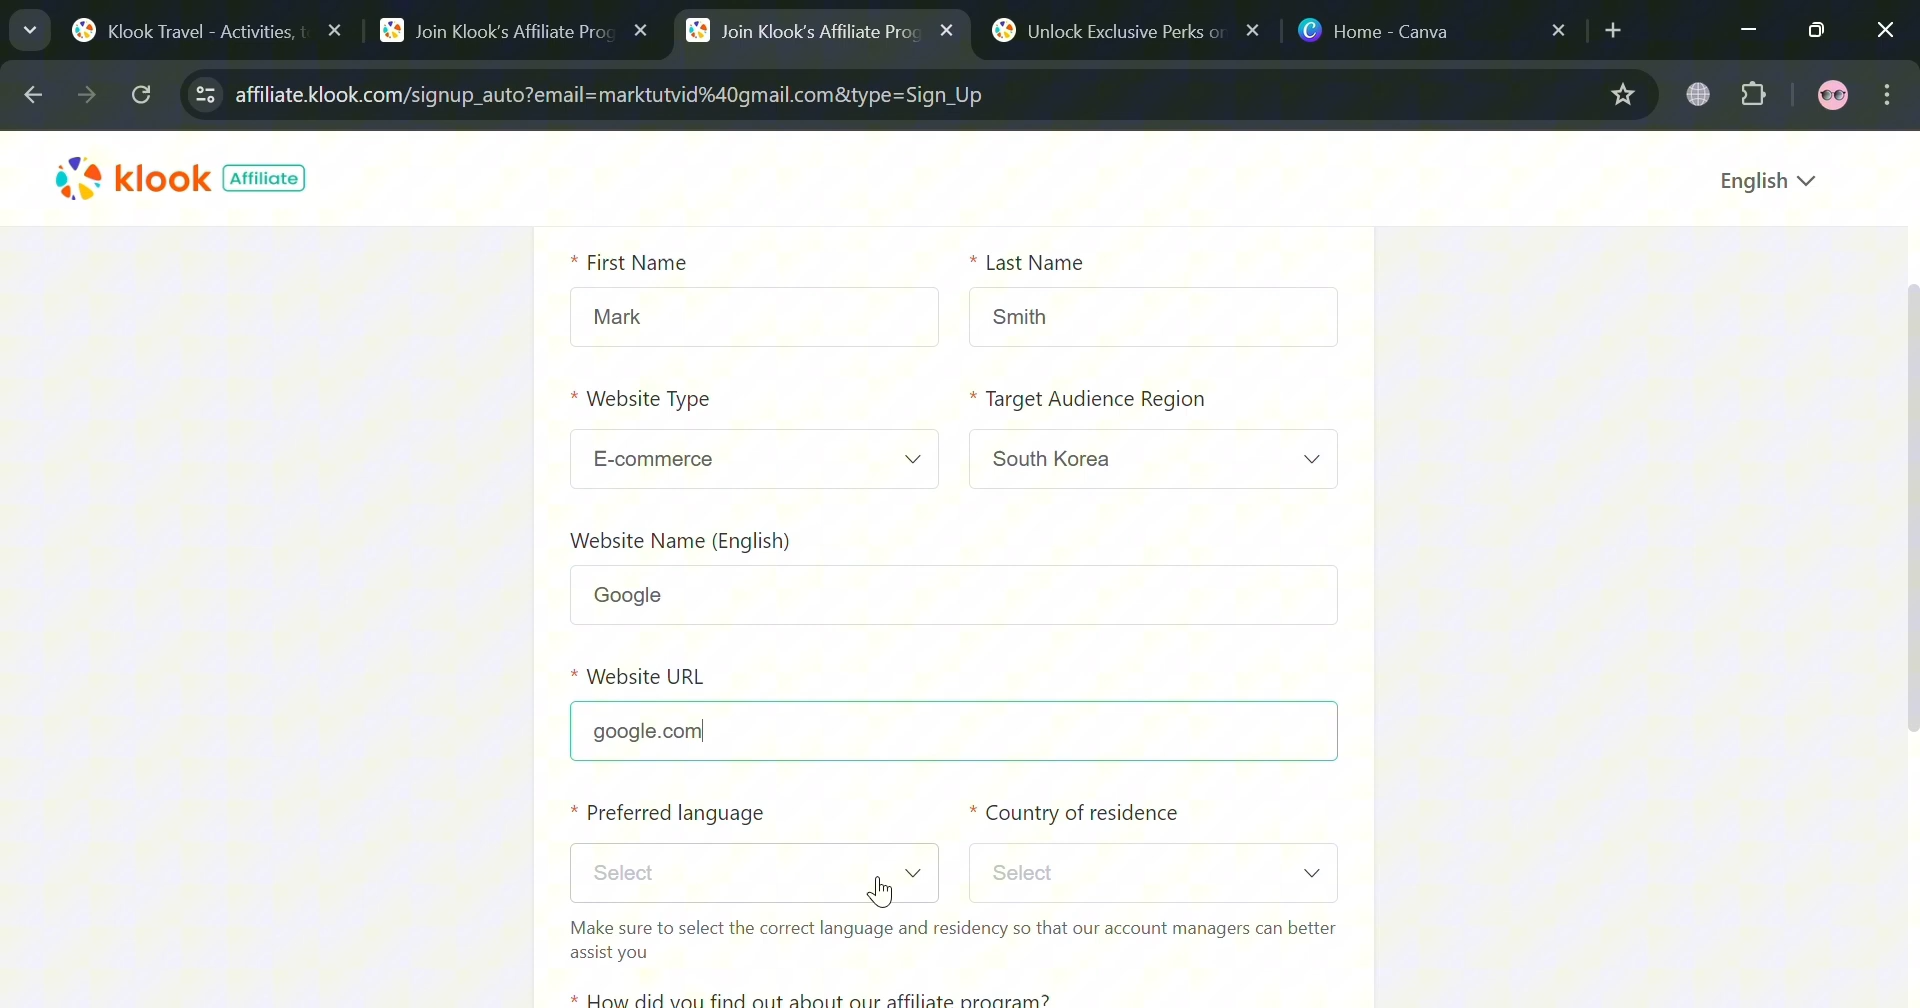 Klook Travel - Activities, t
Join Klook's Affiliate Prog
Join Klook's Affiliate Prog
Unlock Exclusive Perks on
Home - Canva
affiliate.klook.com/signup_auto?email=marktutvid%40gmail.com&type=Sign_Up
klook Affiliate
English
* First Name
* Last Name
Mark
Smith
* Website Type
* Target Audience Region
E-commerce
South Korea
Website Name (English)
Google
* Website URL
google.com
* Preferred language
* Country of residence
Select
Select
Make sure to select the correct language and residency so that our account managers can better
assist you
* How did you find out about our affiliate program?